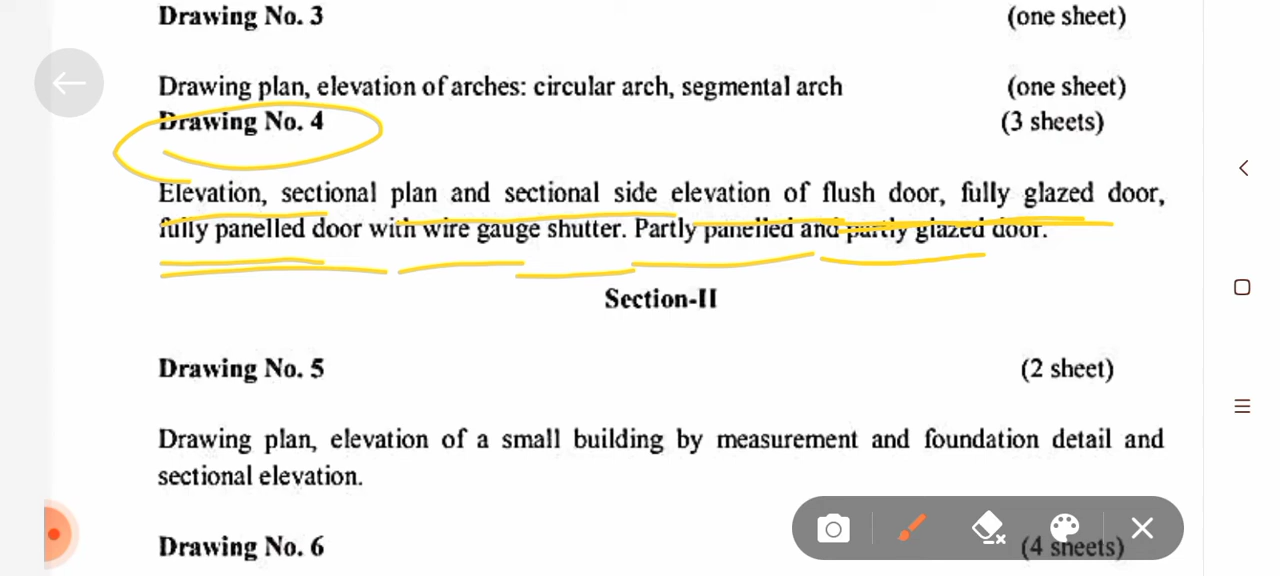 Drawing No. 3 (one sheet)
Drawing plan, elevation of arches: circular arch, segmental arch (one sheet)
Drawing No. 4 (3 sheets)
Elevation, sectional plan and sectional side elevation of flush door, fully glazed door,
fully panelled door with wire gauge shutter. Partly panelled and partly glazed door.
Section-II
Drawing No. 5 (2 sheet)
Drawing plan, elevation of a small building by measurement and foundation detail and
sectional elevation.
Drawing No. 6 (4 sheets)